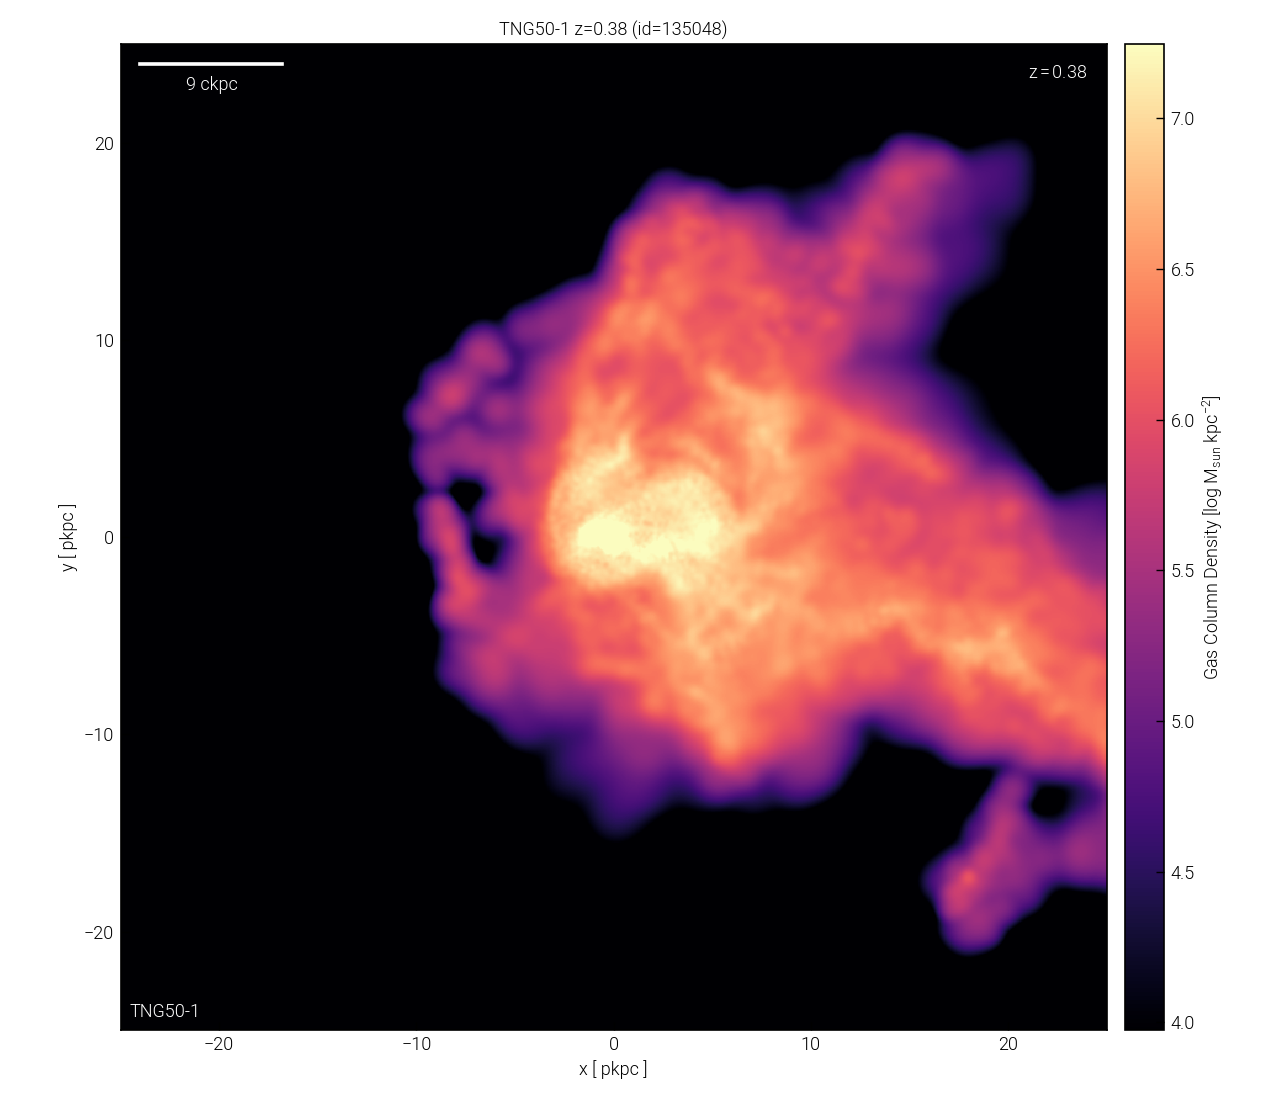 TNG50-1 z=0.38 (id=135048)
9 ckpc
z=0.38
TNG50-1
20
10
0
−10
−20
y [ pkpc ]
−20
−10
0
10
20
x [ pkpc ]
7.0
6.5
6.0
5.5
5.0
4.5
4.0
Gas Column Density [log M_sun kpc⁻²]